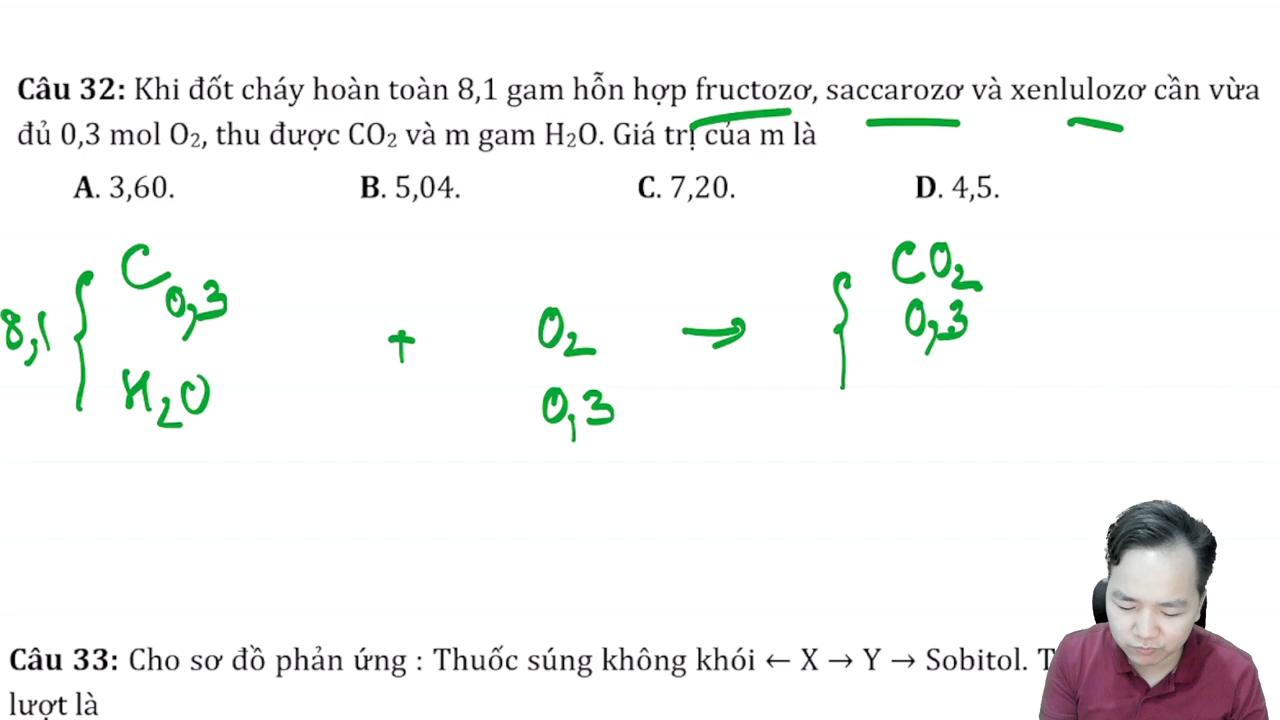 Câu 32: Khi đốt cháy hoàn toàn 8,1 gam hỗn hợp fructozơ, saccarozơ và xenlulozơ cần vừa
đủ 0,3 mol O₂, thu được CO₂ và m gam H₂O. Giá trị của m là
A. 3,60. B. 5,04. C. 7,20. D. 4,5.
8,1 { C 0,3 H₂O + O₂ 0,3 → { CO₂ 0,3
Câu 33: Cho sơ đồ phản ứng : Thuốc súng không khói ← X → Y → Sobitol.
lượt là